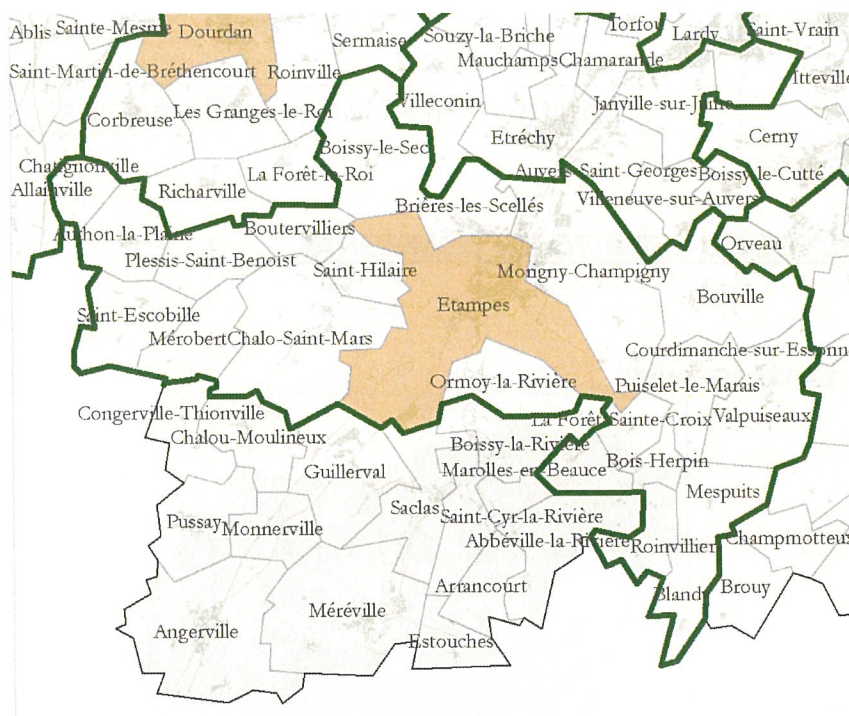 Ablis
Sainte-Mesme
Dourdan
Sermaise
Souzy-la-Briche
Torfou
Lardy
Saint-Vrain
Mauchamps
Chamarande
Saint-Martin-de-Bréthencourt
Roinville
Itteville
Villeconin
Janville-sur-Juine
Corbreuse
Les Granges-le-Roi
Etréchy
Cerny
Boissy-le-Sec
Chatignonville
La Forêt-le-Roi
Auvers-Saint-Georges
Boissy-le-Cutté
Allainville
Richarville
Villeneuve-sur-Auvers
Brières-les-Scellés
Authon-la-Plaine
Boutervilliers
Orveau
Plessis-Saint-Benoist
Saint-Hilaire
Morigny-Champigny
Etampes
Bouville
Saint-Escobille
Mérobert
Chalo-Saint-Mars
Courdimanche-sur-Essonn
Ormoy-la-Rivière
Puiselet-le-Marais
Congerville-Thionville
La Forêt-Sainte-Croix
Valpuiseaux
Chalou-Moulineux
Boissy-la-Rivière
Guillerval
Marolles-en-Beauce
Bois-Herpin
Mespuits
Saclas
Pussay
Monnerville
Saint-Cyr-la-Rivière
Abbéville-la-Rivière
Roinvillier
Champmotteux
Arrancourt
Blandy
Brouy
Méréville
Angerville
Estouches